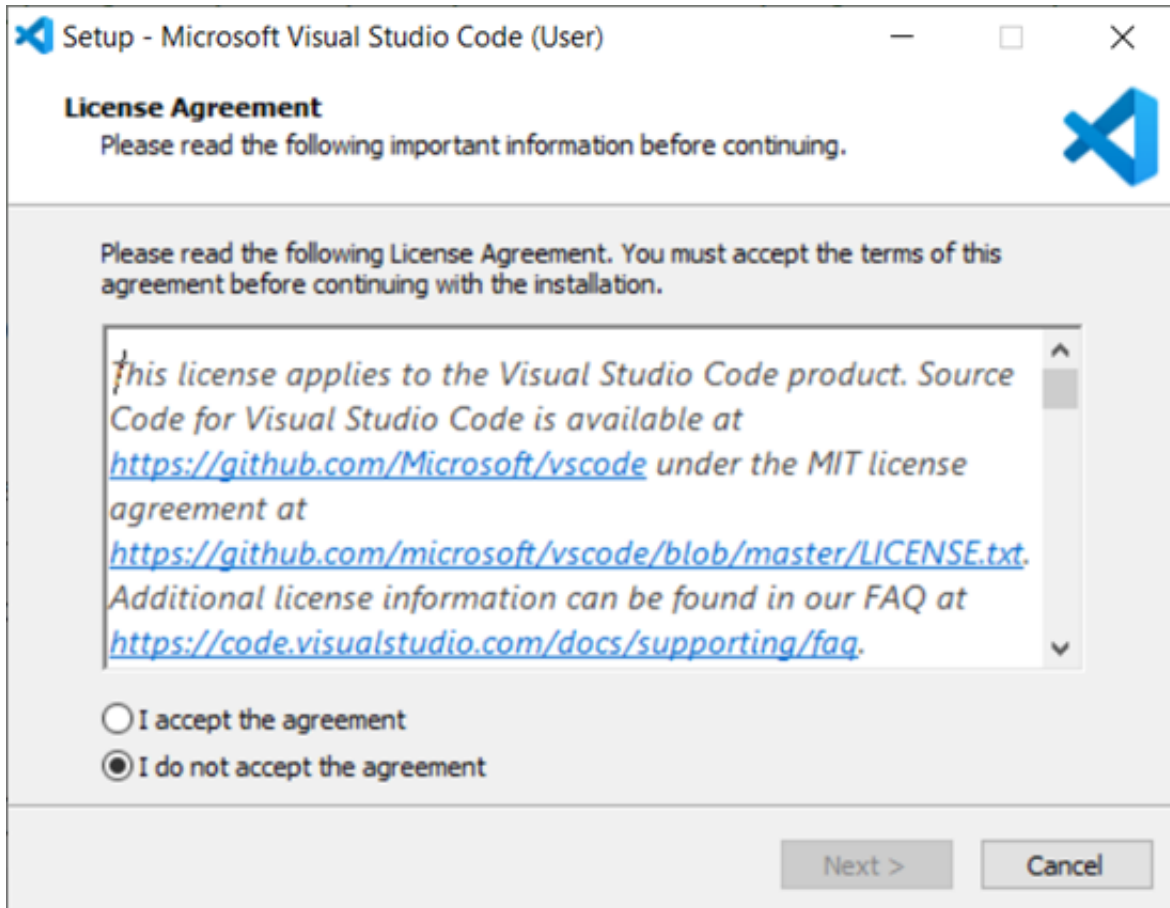 Setup - Microsoft Visual Studio Code (User)
License Agreement
Please read the following important information before continuing.
Please read the following License Agreement. You must accept the terms of this
agreement before continuing with the installation.
This license applies to the Visual Studio Code product. Source
Code for Visual Studio Code is available at
https://github.com/Microsoft/vscode under the MIT license
agreement at
https://github.com/microsoft/vscode/blob/master/LICENSE.txt.
Additional license information can be found in our FAQ at
https://code.visualstudio.com/docs/supporting/faq.
I accept the agreement
I do not accept the agreement
Next >
Cancel